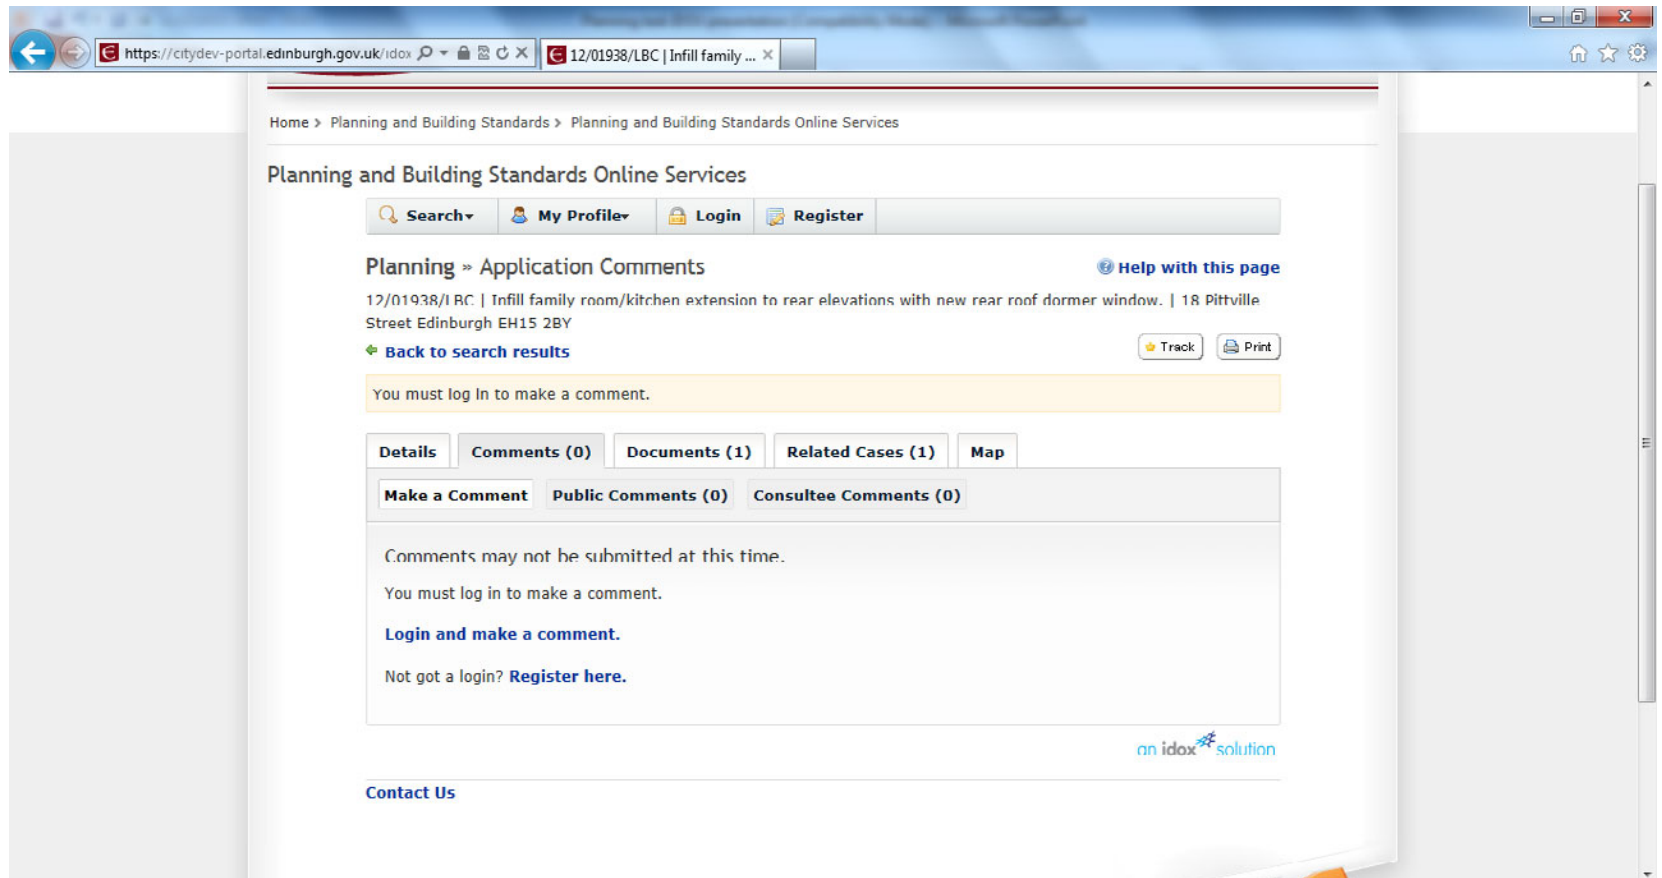 https://citydev-portal.edinburgh.gov.uk/idox
12/01938/LBC | Infill family ...
Home > Planning and Building Standards > Planning and Building Standards Online Services
Planning and Building Standards Online Services
Search My Profile Login Register
Planning » Application Comments
Help with this page
12/01938/LBC | Infill family room/kitchen extension to rear elevations with new rear roof dormer window. | 18 Pittville
Street Edinburgh EH15 2BY
Back to search results
Track Print
You must log in to make a comment.
Details Comments (0) Documents (1) Related Cases (1) Map
Make a Comment Public Comments (0) Consultee Comments (0)
Comments may not be submitted at this time.
You must log in to make a comment.
Login and make a comment.
Not got a login? Register here.
an idox solution
Contact Us